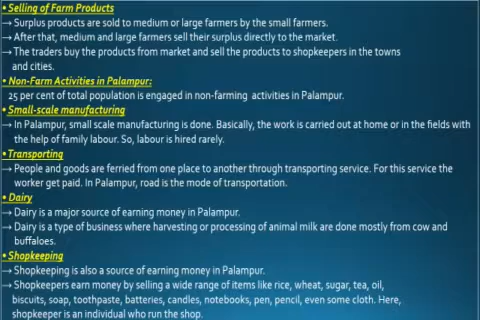 • Selling of Farm Products
→ Surplus products are sold to medium or large farmers by the small farmers.
→ After that, medium and large farmers sell their surplus directly to the market.
→ The traders buy the products from market and sell the products to shopkeepers in the towns
and cities.
• Non-Farm Activities in Palampur:
25 per cent of total population is engaged in non-farming activities in Palampur.
• Small-scale manufacturing
→ In Palampur, small scale manufacturing is done. Basically, the work is carried out at home or in the fields with
the help of family labour. So, labour is hired rarely.
• Transporting
→ People and goods are ferried from one place to another through transporting service. For this service the
worker get paid. In Palampur, road is the mode of transportation.
• Dairy
→ Dairy is a major source of earning money in Palampur.
→ Dairy is a type of business where harvesting or processing of animal milk are done mostly from cow and
buffaloes.
• Shopkeeping
→ Shopkeeping is also a source of earning money in Palampur.
→ Shopkeepers earn money by selling a wide range of items like rice, wheat, sugar, tea, oil,
biscuits, soap, toothpaste, batteries, candles, notebooks, pen, pencil, even some cloth. Here,
shopkeeper is an individual who run the shop.